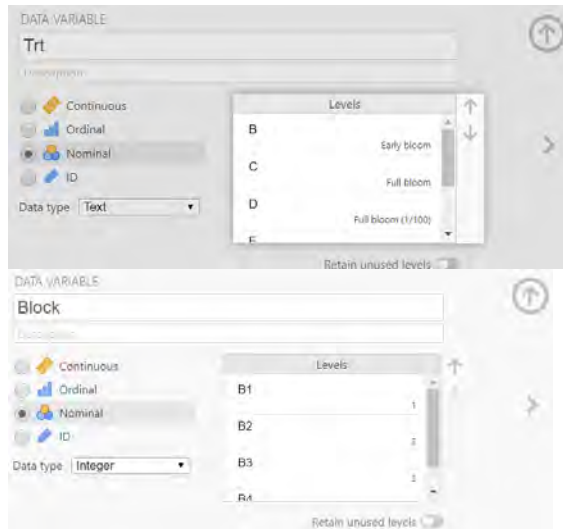 DATA VARIABLE
Trt
Description
Continuous
Ordinal
Nominal
ID
Data type Text
Levels
B
Early bloom
C
Full bloom
D
Full bloom (1/100)
E
Retain unused levels
DATA VARIABLE
Block
Description
Continuous
Ordinal
Nominal
ID
Data type Integer
Levels
B1
1
B2
2
B3
3
B4
Retain unused levels